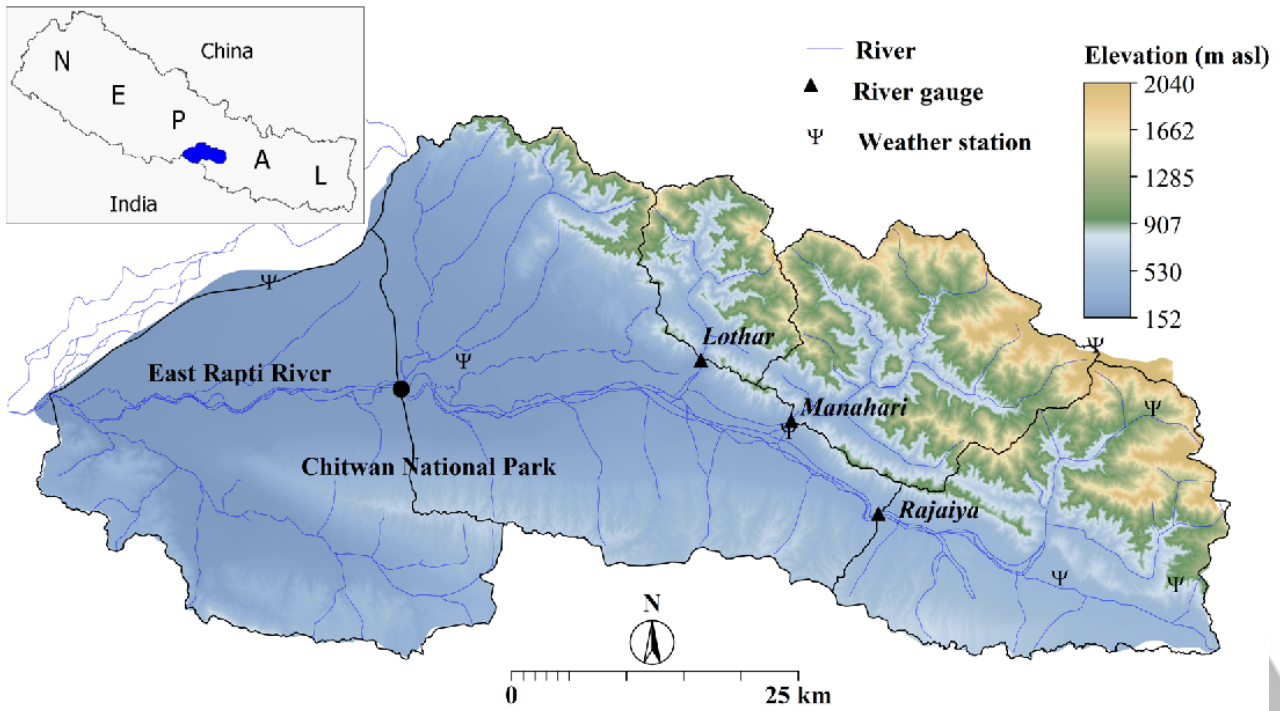 China
N
E
P
A
L
India
River
River gauge
Ψ Weather station
Elevation (m asl)
2040
1662
1285
907
530
152
Lothar
East Rapti River
Manahari
Chitwan National Park
Rajaiya
N
0 25 km